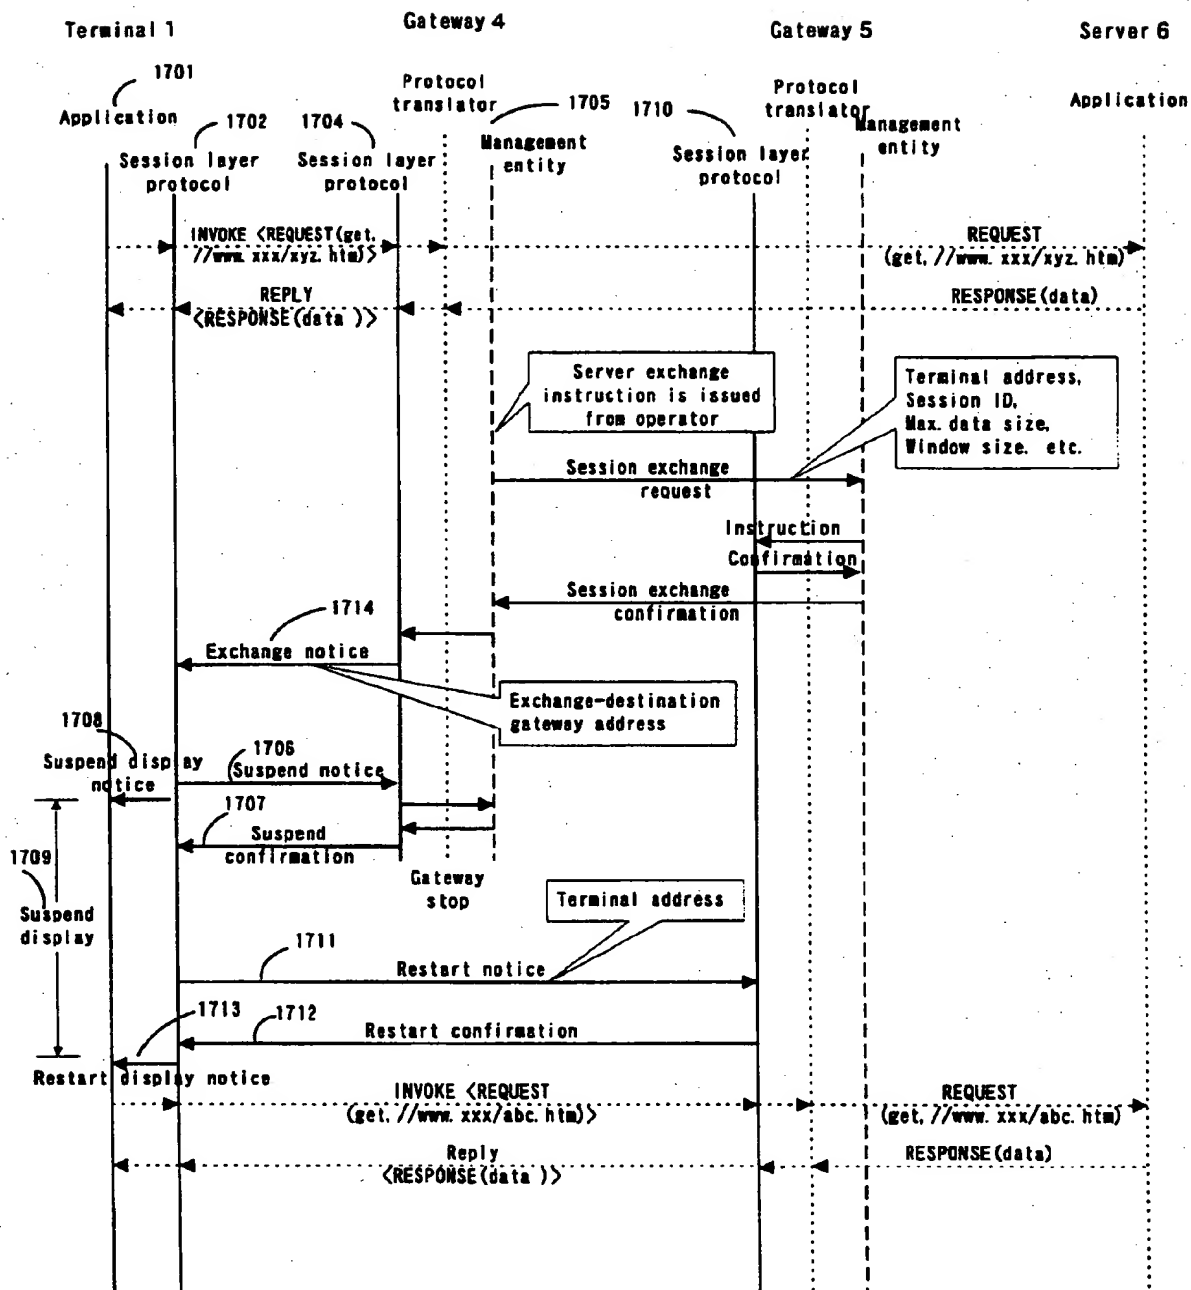 Terminal 1
Gateway 4
Gateway 5
Server 6
1701
Application
1702
Session layer
protocol
1704
Session layer
protocol
Protocol
translator
1705
Management
entity
1710
Session layer
protocol
Protocol
translator
Management
entity
Application
INVOKE <REQUEST(get,
//www.xxx/xyz.htm)>
REQUEST
(get,//www.xxx/xyz.htm)
REPLY
<RESPONSE(data )>
RESPONSE(data)
Server exchange
instruction is issued
from operator
Terminal address,
Session ID,
Max.data size,
Window size. etc.
Session exchange
request
Instruction
Confirmation
Session exchange
confirmation
1714
Exchange notice
Exchange-destination
gateway address
1708
Suspend display
notice
1706
Suspend notice
1707
Suspend
confirmation
1709
Suspend
display
Gateway
stop
Terminal address
1711
Restart notice
1713
1712
Restart confirmation
Restart display notice
INVOKE <REQUEST
(get,//www.xxx/abc.htm)>
REQUEST
(get,//www.xxx/abc.htm)
Reply
<RESPONSE(data )>
RESPONSE(data)